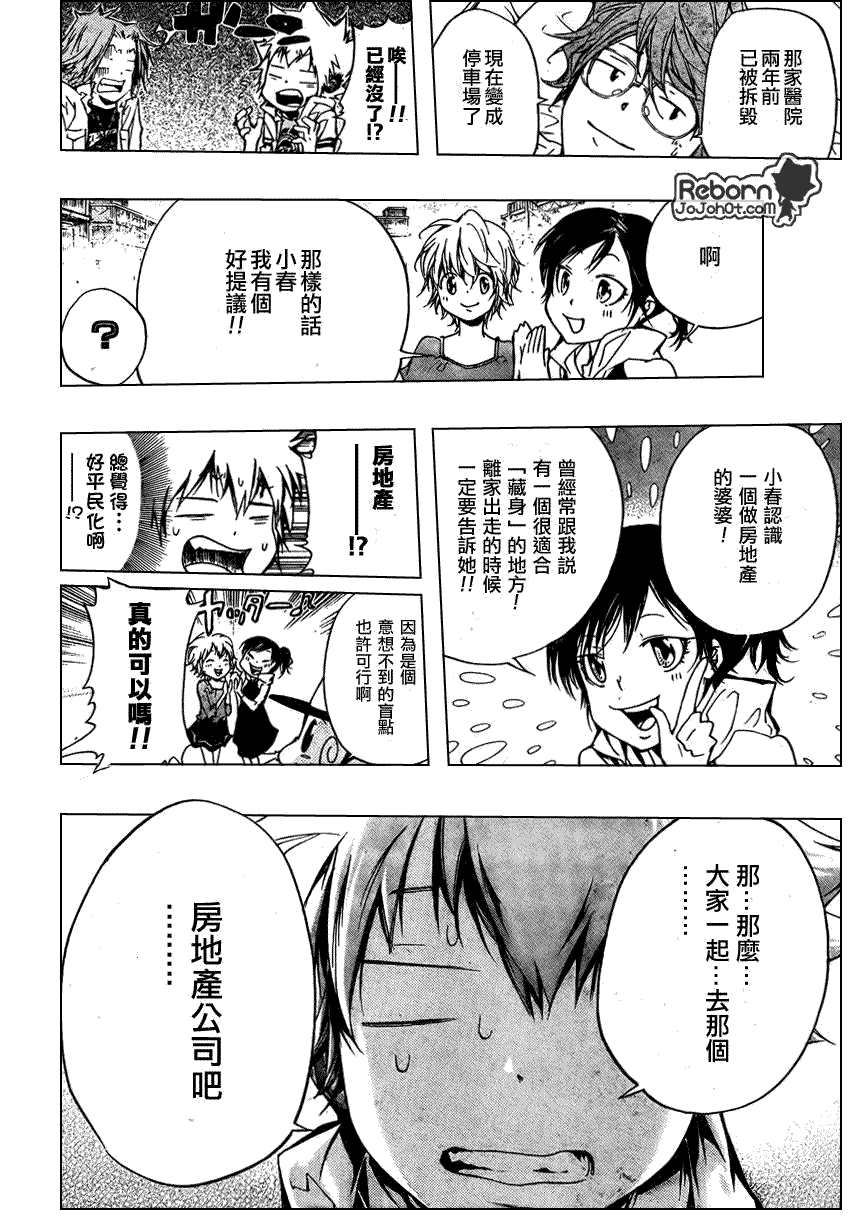 那家醫院
兩年前
已被拆毀
現在變成
停車場了
唉——!!
已經沒了!?
Reborn
JoJoHot.com
啊
那樣的話
小春
我有個
好提議!!
?
小春認識
一個做房地產
的婆婆！
曾經常跟我說
有一個很適合
「藏身」的地方！
離家出走的時候
一定要告訴她!!
房地產
——!?
總覺得…
好平民化啊
——!?
因為是個
意想不到的盲點
也許可行啊
真的可以嗎!!
那…那麼…
大家一起…去那個
………
房地產公司吧
………